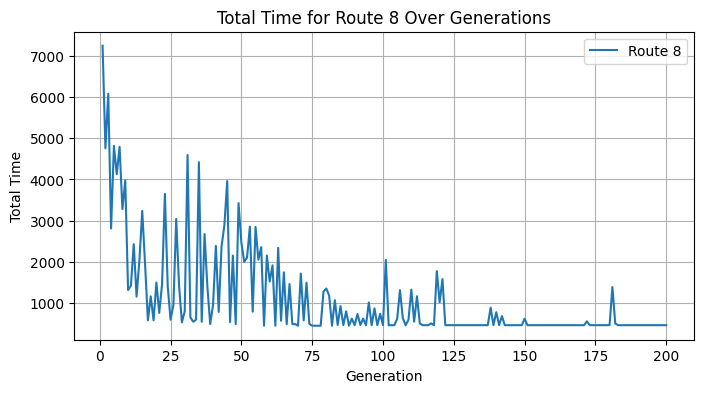 Total Time for Route 8 Over Generations
Route 8
Total Time
7000
6000
5000
4000
3000
2000
1000
0 25 50 75 100 125 150 175 200
Generation